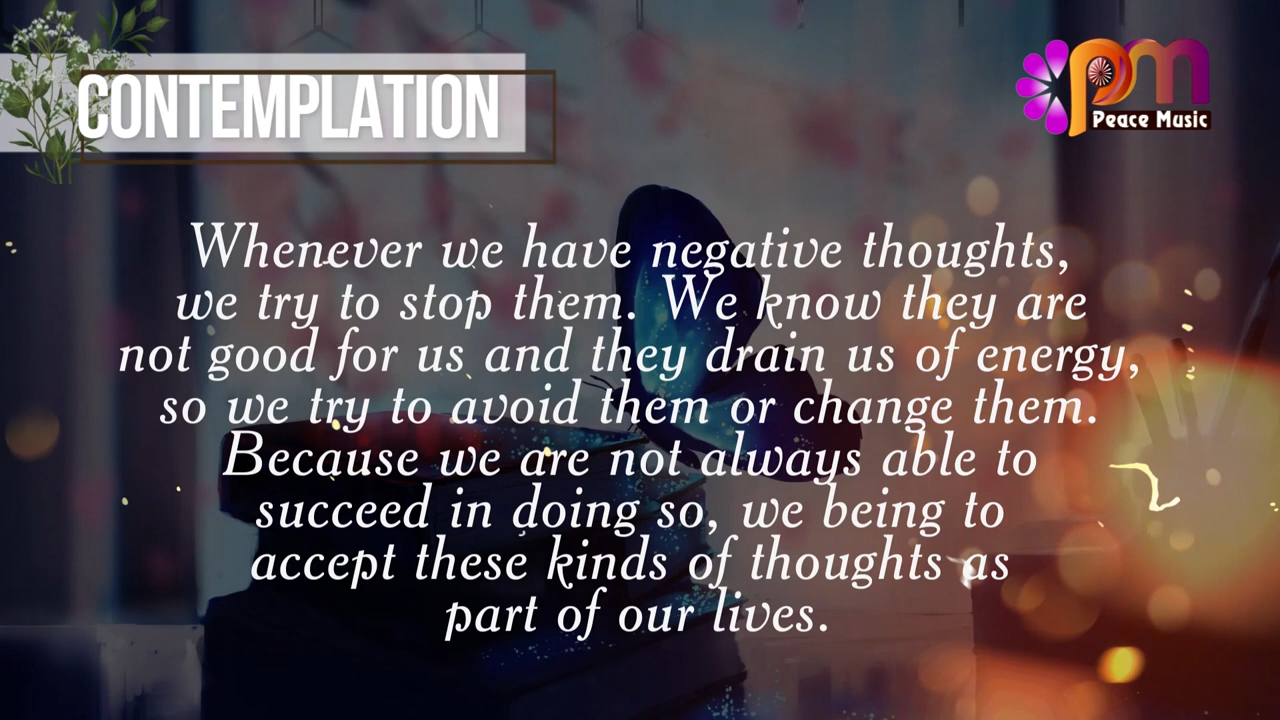 CONTEMPLATION
pm
Peace Music
Whenever we have negative thoughts,
we try to stop them. We know they are
not good for us and they drain us of energy,
so we try to avoid them or change them.
Because we are not always able to
succeed in doing so, we being to
accept these kinds of thoughts as
part of our lives.